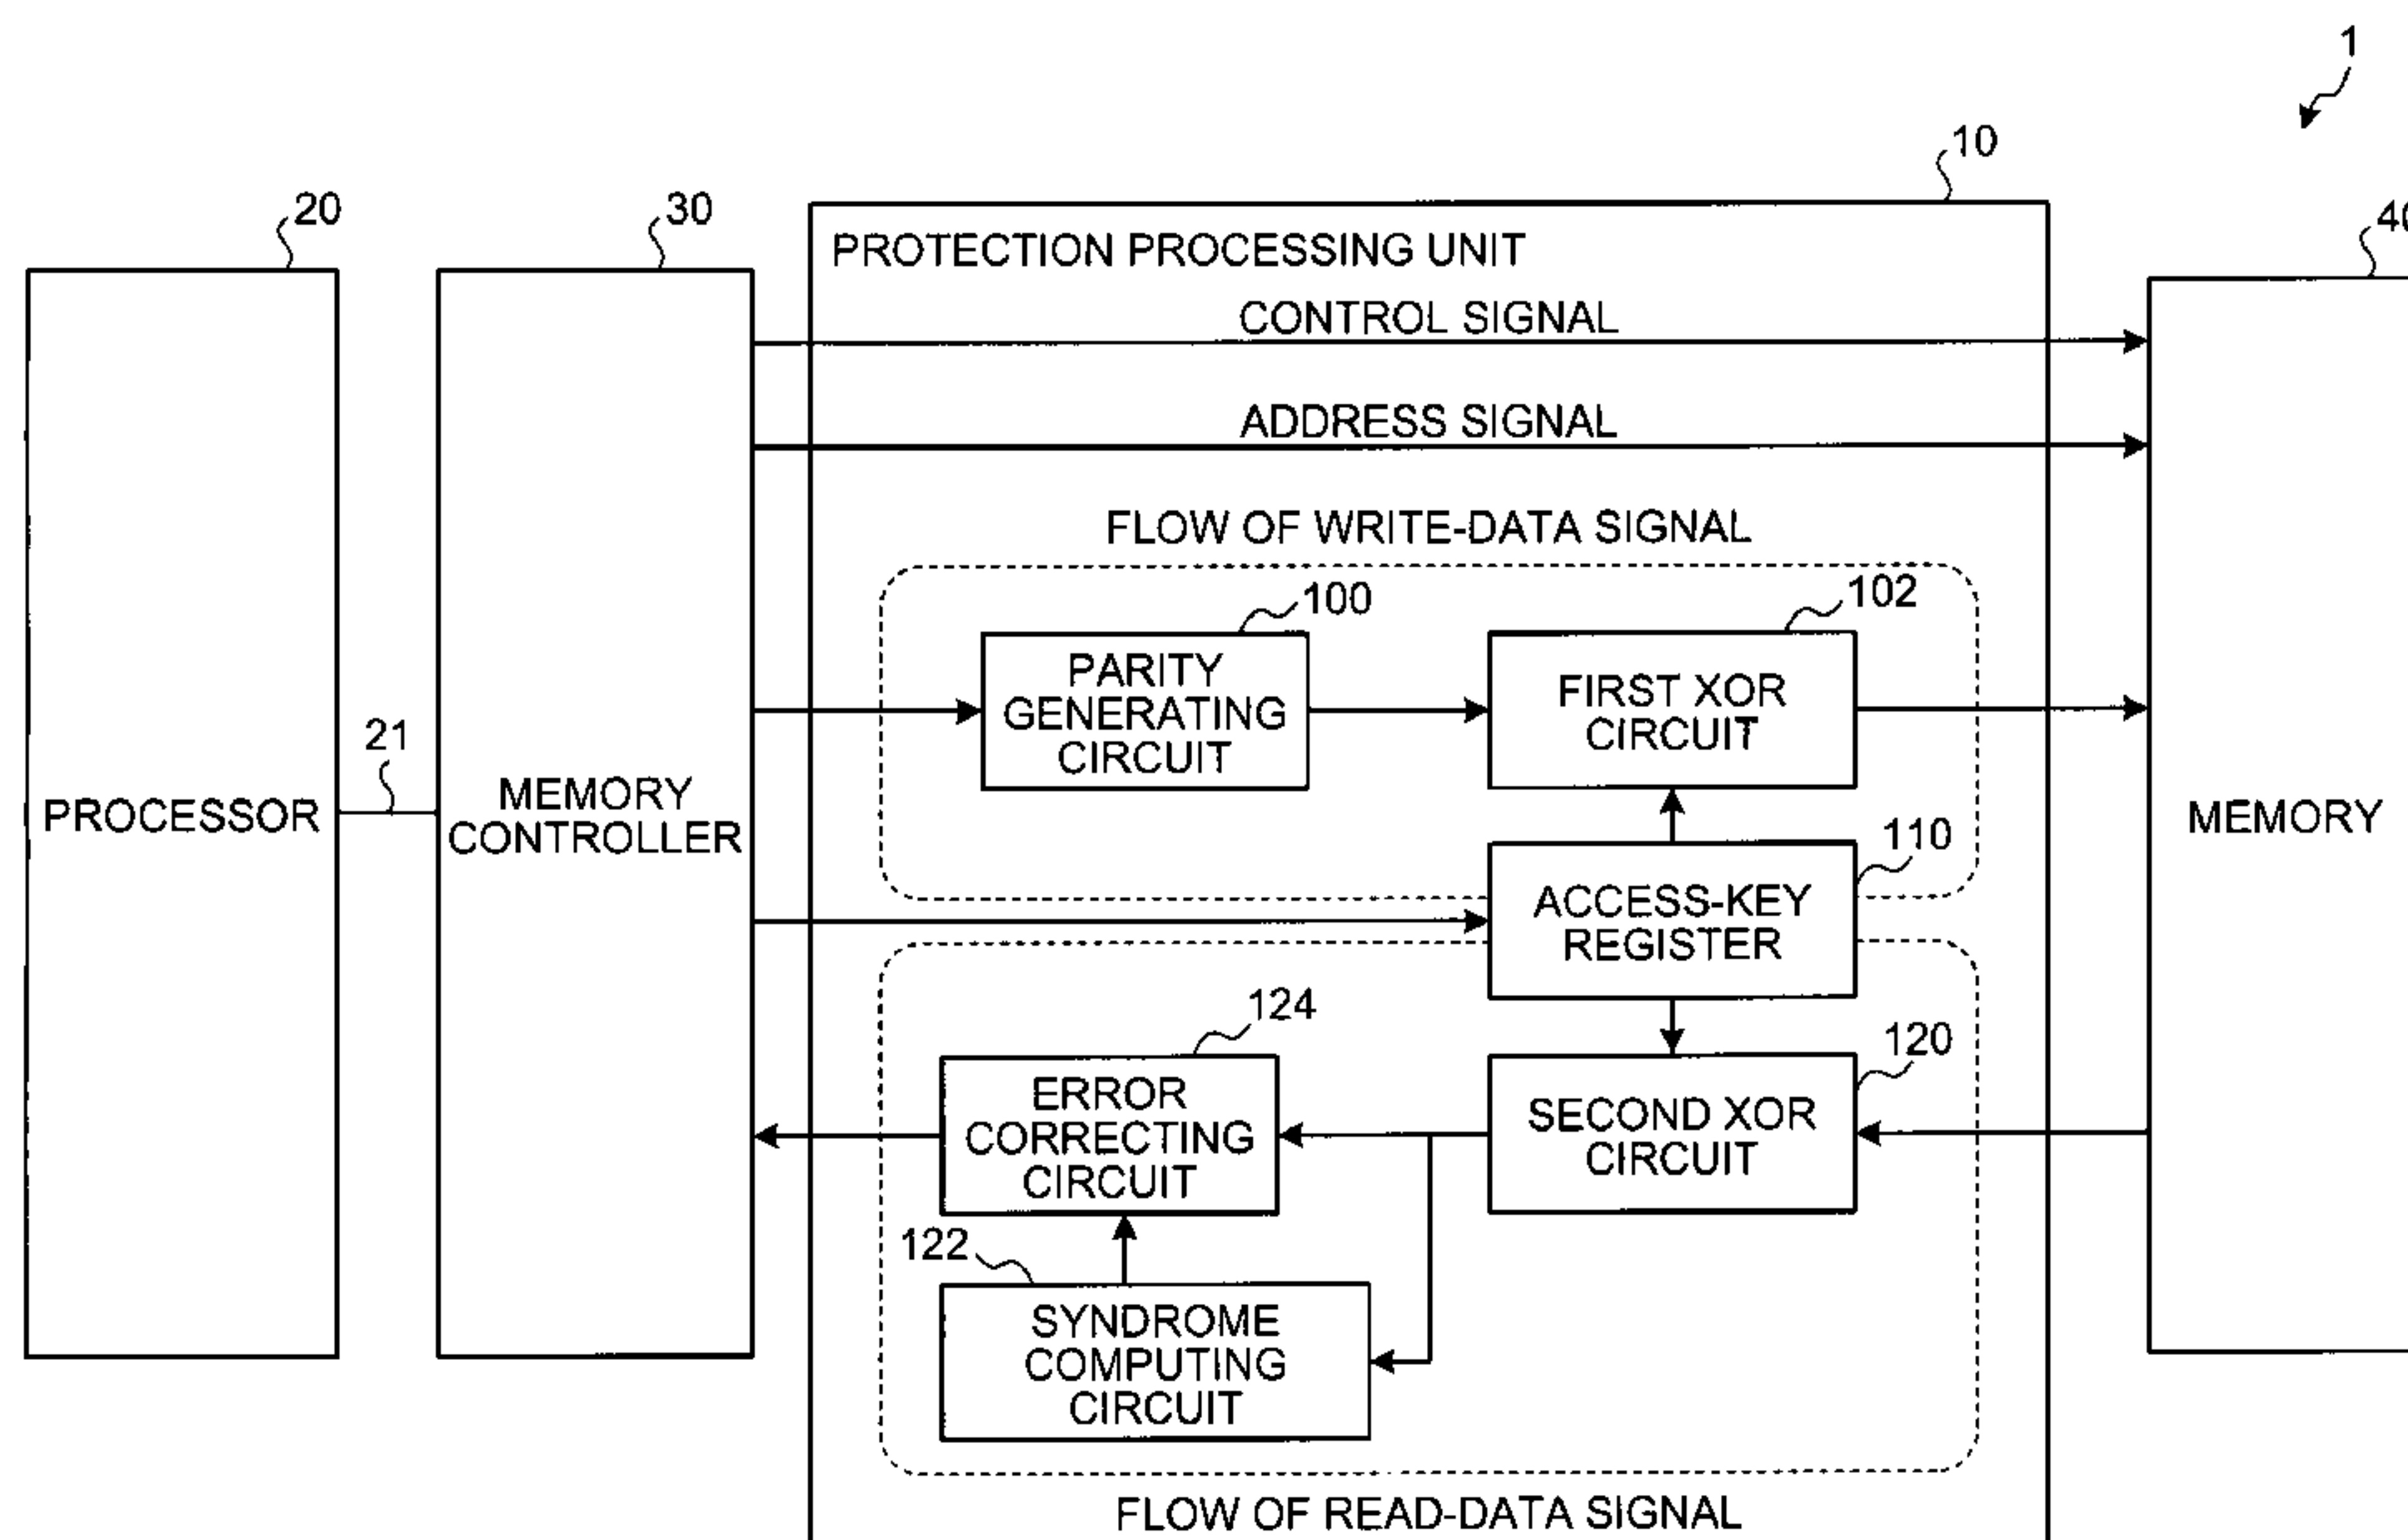 1
10
20
30
40
PROTECTION PROCESSING UNIT
CONTROL SIGNAL
ADDRESS SIGNAL
FLOW OF WRITE-DATA SIGNAL
100
102
PARITY
GENERATING
CIRCUIT
FIRST XOR
CIRCUIT
21
PROCESSOR
MEMORY
CONTROLLER
MEMORY
110
ACCESS-KEY
REGISTER
124
120
ERROR
CORRECTING
CIRCUIT
SECOND XOR
CIRCUIT
122
SYNDROME
COMPUTING
CIRCUIT
FLOW OF READ-DATA SIGNAL